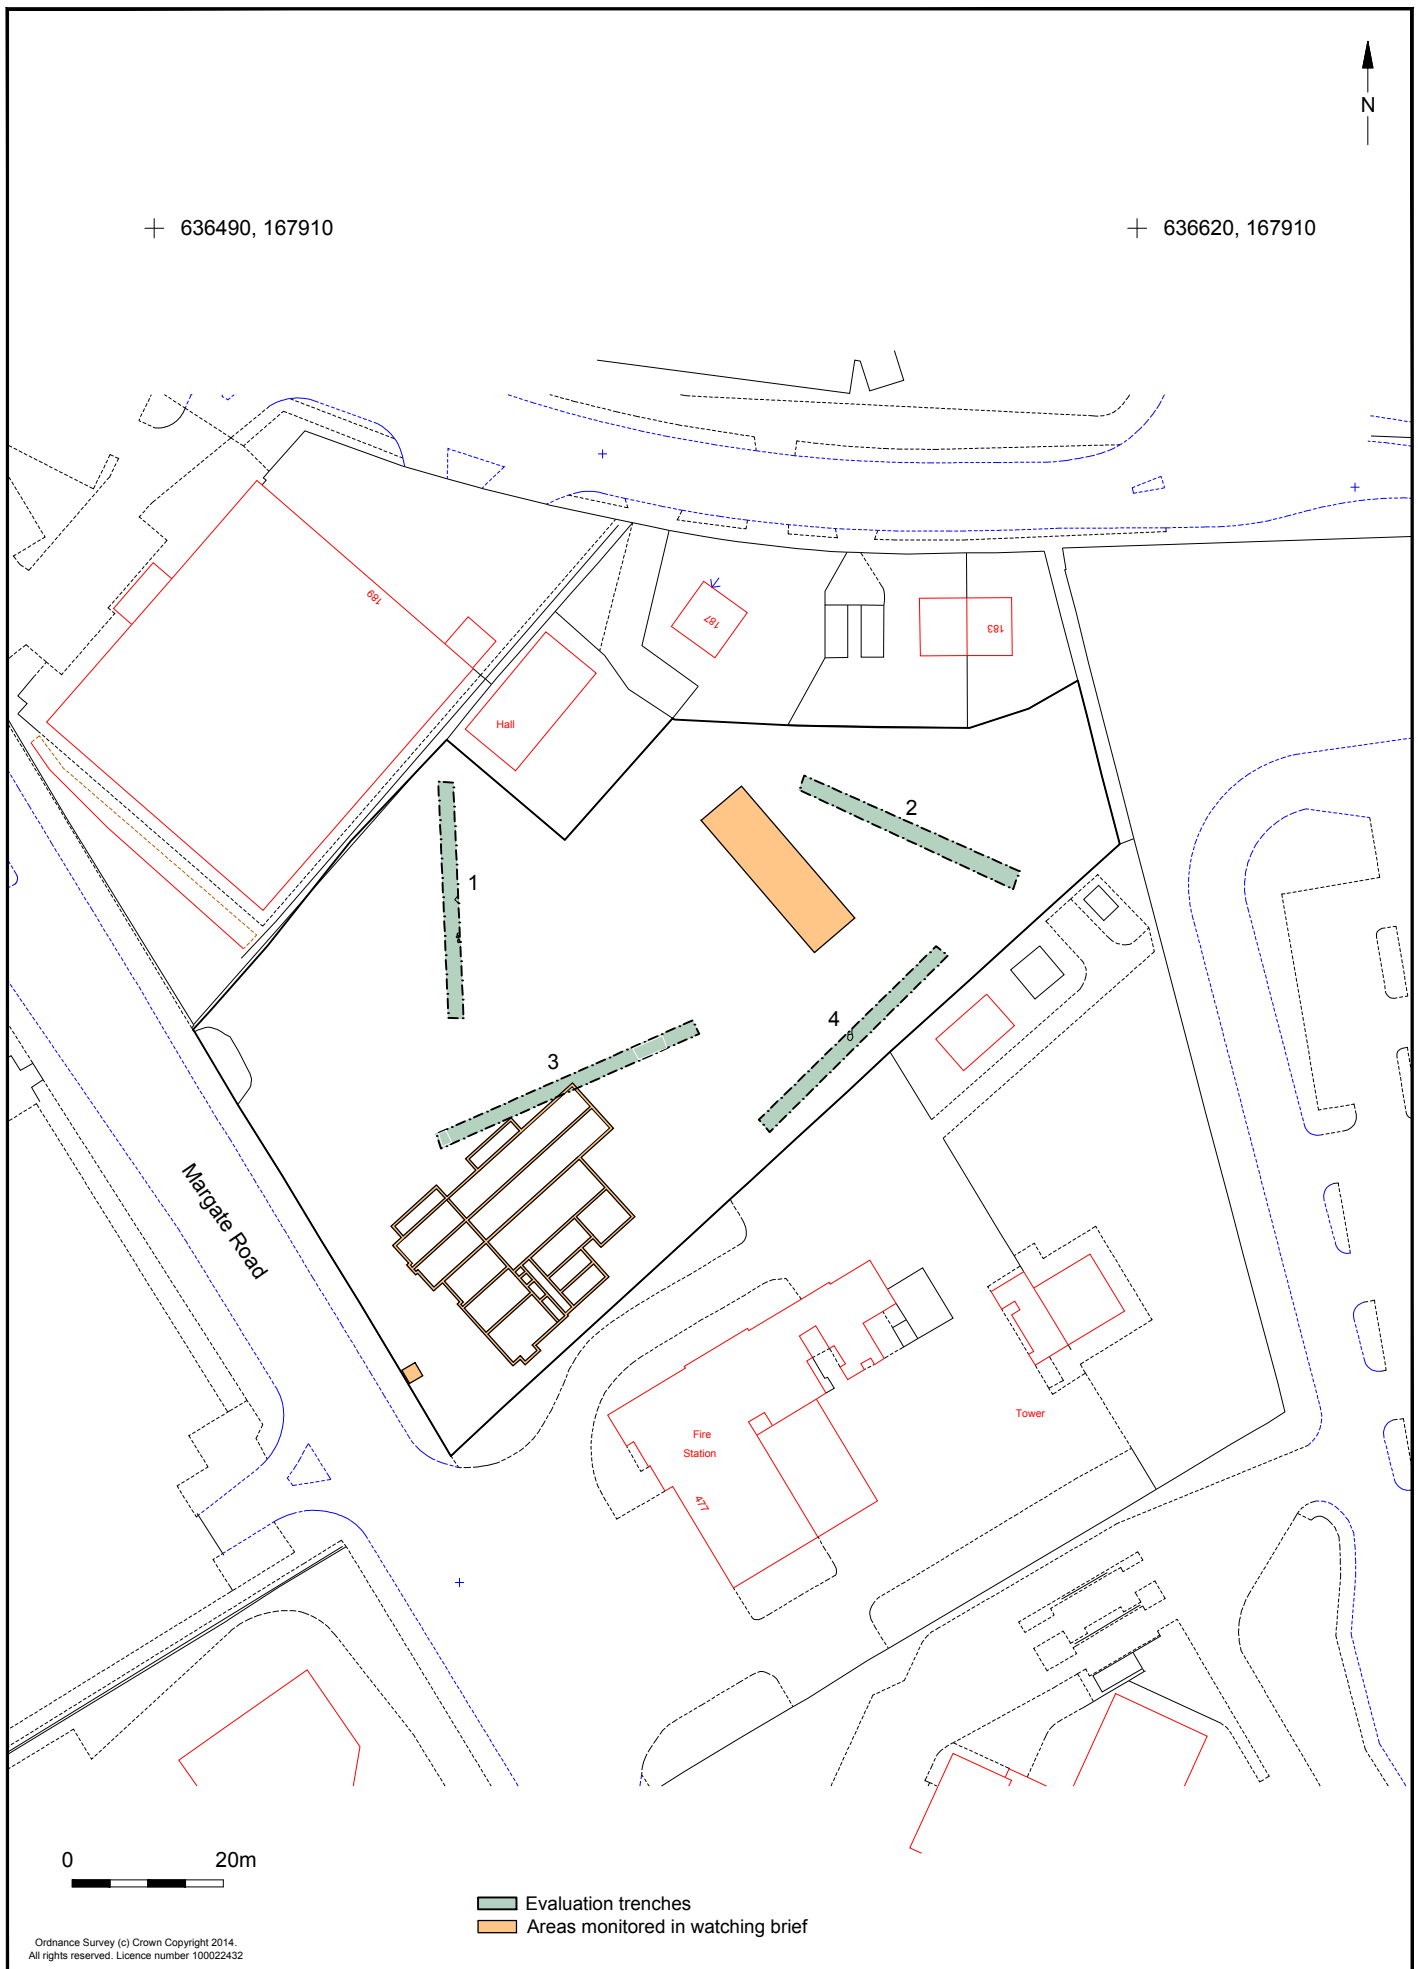 N
636490, 167910
636620, 167910
189
187
183
Hall
2
1
4
3
Margate Road
Tower
Fire
Station
477
0 20m
Evaluation trenches
Areas monitored in watching brief
Ordnance Survey (c) Crown Copyright 2014.
All rights reserved. Licence number 100022432